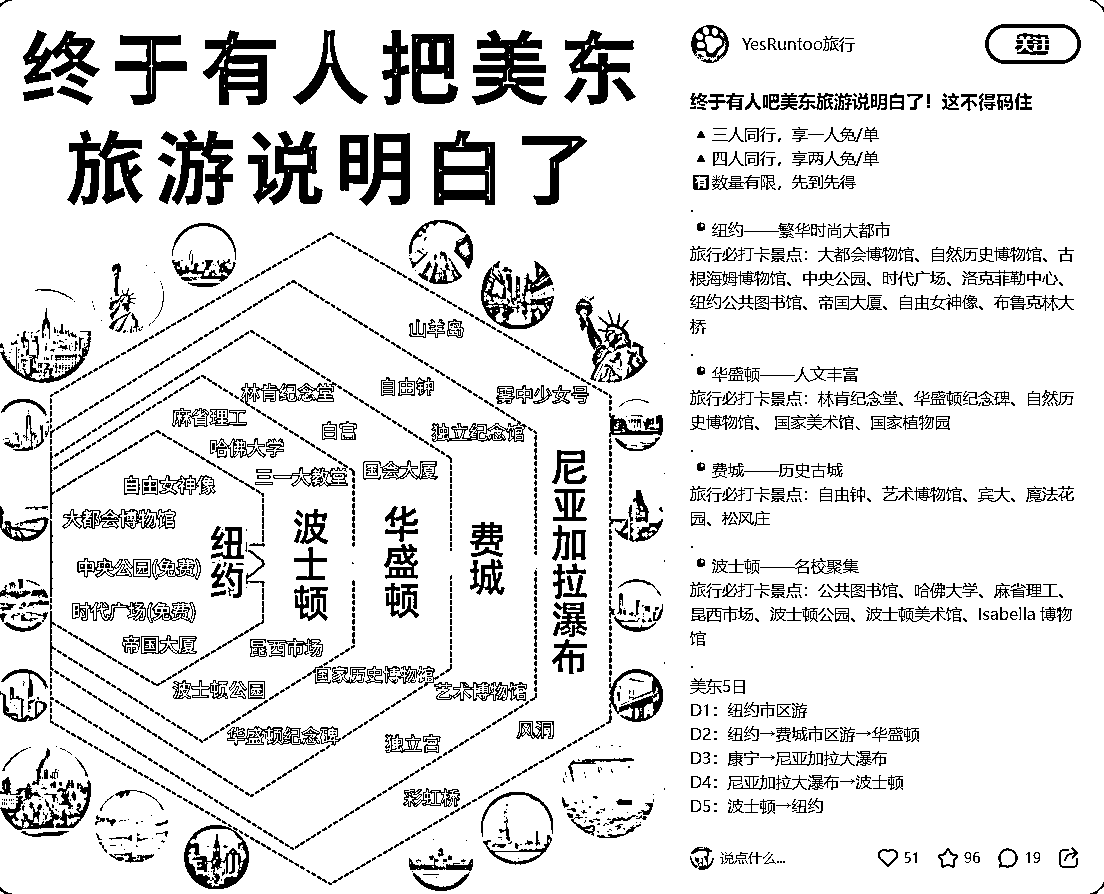 终于有人把美东
旅游说明白了
山羊岛
自由钟
雾中少女号
林肯纪念堂
麻省理工
白宫
独立纪念馆
哈佛大学
三一大教堂
国会大厦
自由女神像
大都会博物馆
中央公园(免费)
时代广场(免费)
帝国大厦
纽约
波士顿
华盛顿
费城
尼亚加拉瀑布
昆西市场
国家历史博物馆
波士顿公园
艺术博物馆
华盛顿纪念碑
独立宫
风洞
彩虹桥
YesRuntoo旅行
关注
终于有人吧美东旅游说明白了！这不得码住
▲ 三人同行，享一人免/单
▲ 四人同行，享两人免/单
有数量有限，先到先得
.
纽约——繁华时尚大都市
旅行必打卡景点：大都会博物馆、自然历史博物馆、古
根海姆博物馆、中央公园、时代广场、洛克菲勒中心、
纽约公共图书馆、帝国大厦、自由女神像、布鲁克林大
桥
.
华盛顿——人文丰富
旅行必打卡景点：林肯纪念堂、华盛顿纪念碑、自然历
史博物馆、 国家美术馆、国家植物园
.
费城——历史古城
旅行必打卡景点：自由钟、艺术博物馆、宾大、魔法花
园、松风庄
.
波士顿——名校聚集
旅行必打卡景点：公共图书馆、哈佛大学、麻省理工、
昆西市场、波士顿公园、波士顿美术馆、Isabella 博物
馆
.
美东5日
D1：纽约市区游
D2：纽约→费城市区游→华盛顿
D3：康宁→尼亚加拉大瀑布
D4：尼亚加拉大瀑布→波士顿
D5：波士顿→纽约
说点什么...
51
96
19